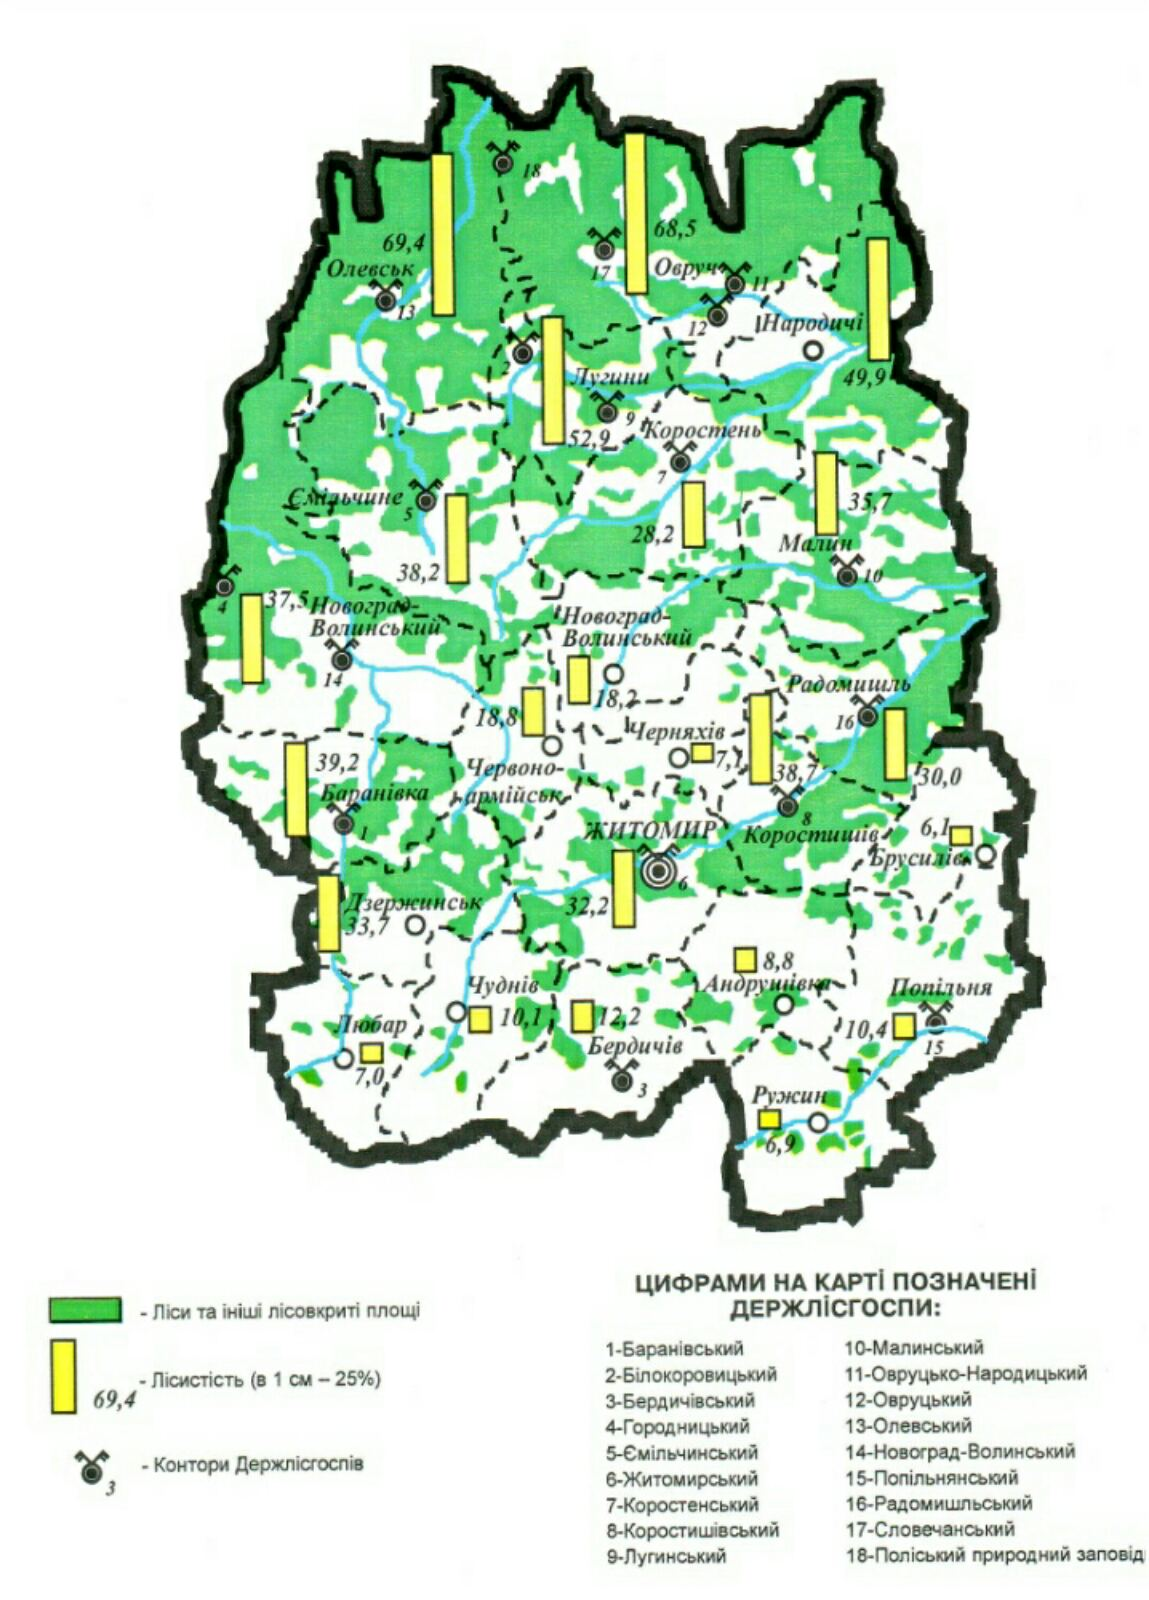 18
69,4
68,5
Олевськ
13
17
Овруч
11
12
Народичі
49,9
2
Лугини
9
52,9
Коростень
7
Ємільчине
5
38,2
28,2
35,7
Малин
10
4
37,5
Новоград-
Волинський
14
Новоград-
Волинський
18,2
18,8
Червоно-
армійськ
Черняхів
7,1
Радомишль
16
30,0
38,7
8
Коростишів
39,2
Баранівка
1
ЖИТОМИР
6
32,2
6,1
Брусилів
Дзержинськ
33,7
8,8
Андрушівка
Чуднів
10,1
12,2
Бердичів
3
Попільня
10,4
15
Любар
7,0
Ружин
6,9
- Ліси та ініші лісовкриті площі
- Лісистість (в 1 см – 25%)
69,4
- Контори Держлісгоспів
3
ЦИФРАМИ НА КАРТІ ПОЗНАЧЕНІ
ДЕРЖЛІСГОСПИ:
1-Баранівський
2-Білокоровицький
3-Бердичівський
4-Городницький
5-Ємільчинський
6-Житомирський
7-Коростенський
8-Коростишівський
9-Лугинський
10-Малинський
11-Овруцько-Народицький
12-Овруцький
13-Олевський
14-Новоград-Волинський
15-Попільнянський
16-Радомишльський
17-Словечанський
18-Поліський природний заповід